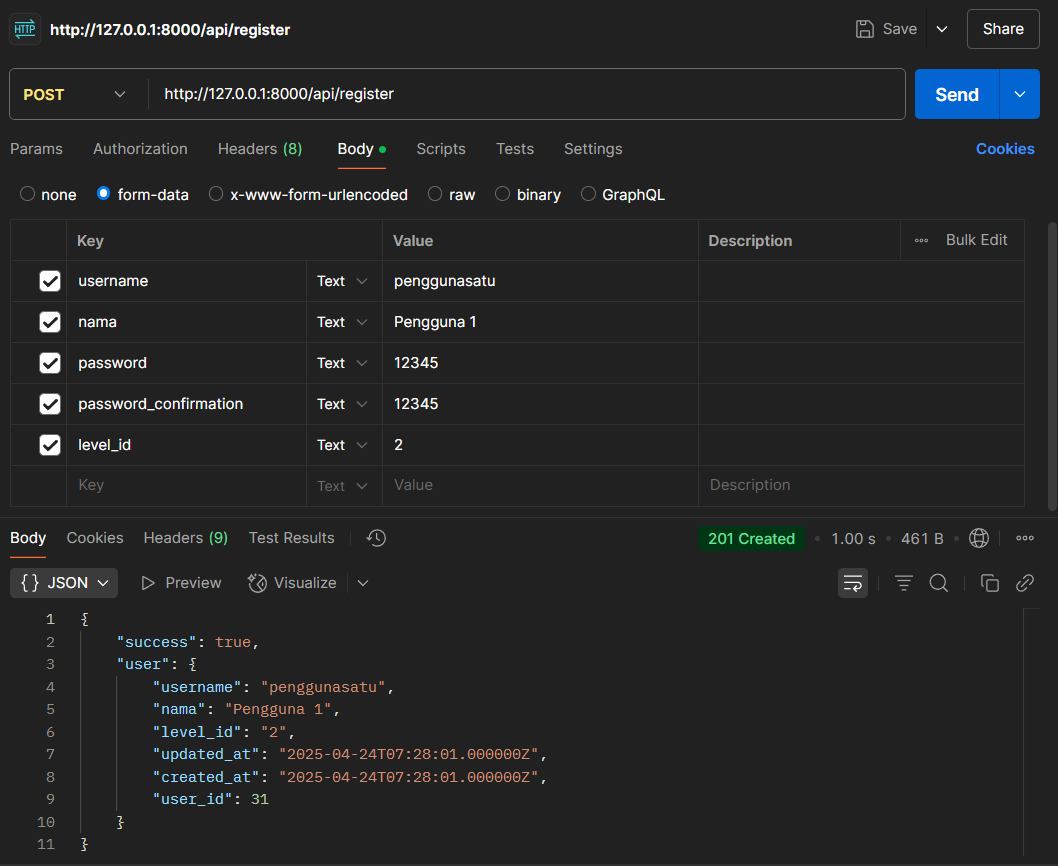 HTTP http://127.0.0.1:8000/api/register Save Share
POST http://127.0.0.1:8000/api/register Send
Params Authorization Headers (8) Body Scripts Tests Settings Cookies
none form-data x-www-form-urlencoded raw binary GraphQL
Key Value Description Bulk Edit
username Text penggunasatu
nama Text Pengguna 1
password Text 12345
password_confirmation Text 12345
level_id Text 2
Key Text Value Description
Body Cookies Headers (9) Test Results 201 Created 1.00 s 461 B
{} JSON Preview Visualize
1 {
2 "success": true,
3 "user": {
4 "username": "penggunasatu",
5 "nama": "Pengguna 1",
6 "level_id": "2",
7 "updated_at": "2025-04-24T07:28:01.000000Z",
8 "created_at": "2025-04-24T07:28:01.000000Z",
9 "user_id": 31
10 }
11 }